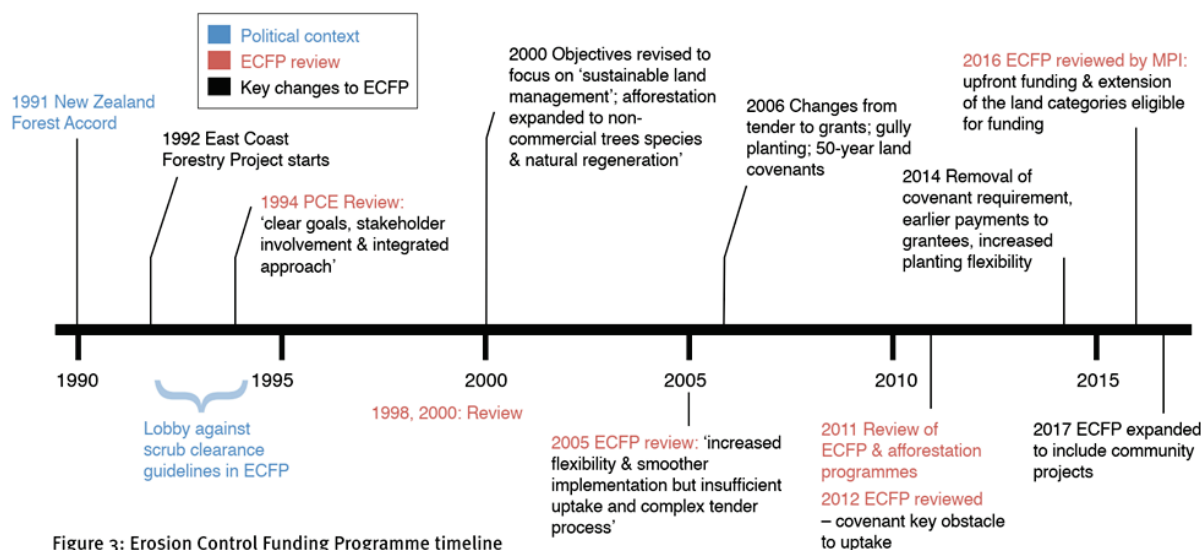 Political context
ECFP review
Key changes to ECFP
1991 New Zealand
Forest Accord
1992 East Coast
Forestry Project starts
1994 PCE Review:
‘clear goals, stakeholder
involvement & integrated
approach’
2000 Objectives revised to
focus on ‘sustainable land
management’; afforestation
expanded to non-
commercial trees species
& natural regeneration’
2006 Changes from
tender to grants; gully
planting; 50-year land
covenants
2014 Removal of
covenant requirement,
earlier payments to
grantees, increased
planting flexibility
2016 ECFP reviewed by MPI:
upfront funding & extension
of the land categories eligible
for funding
1990
1995
2000
2005
2010
2015
Lobby against
scrub clearance
guidelines in ECFP
1998, 2000: Review
2005 ECFP review: ‘increased
flexibility & smoother
implementation but insufficient
uptake and complex tender
process’
2011 Review of
ECFP & afforestation
programmes
2012 ECFP reviewed
– covenant key obstacle
to uptake
2017 ECFP expanded
to include community
projects
Figure 3: Erosion Control Funding Programme timeline